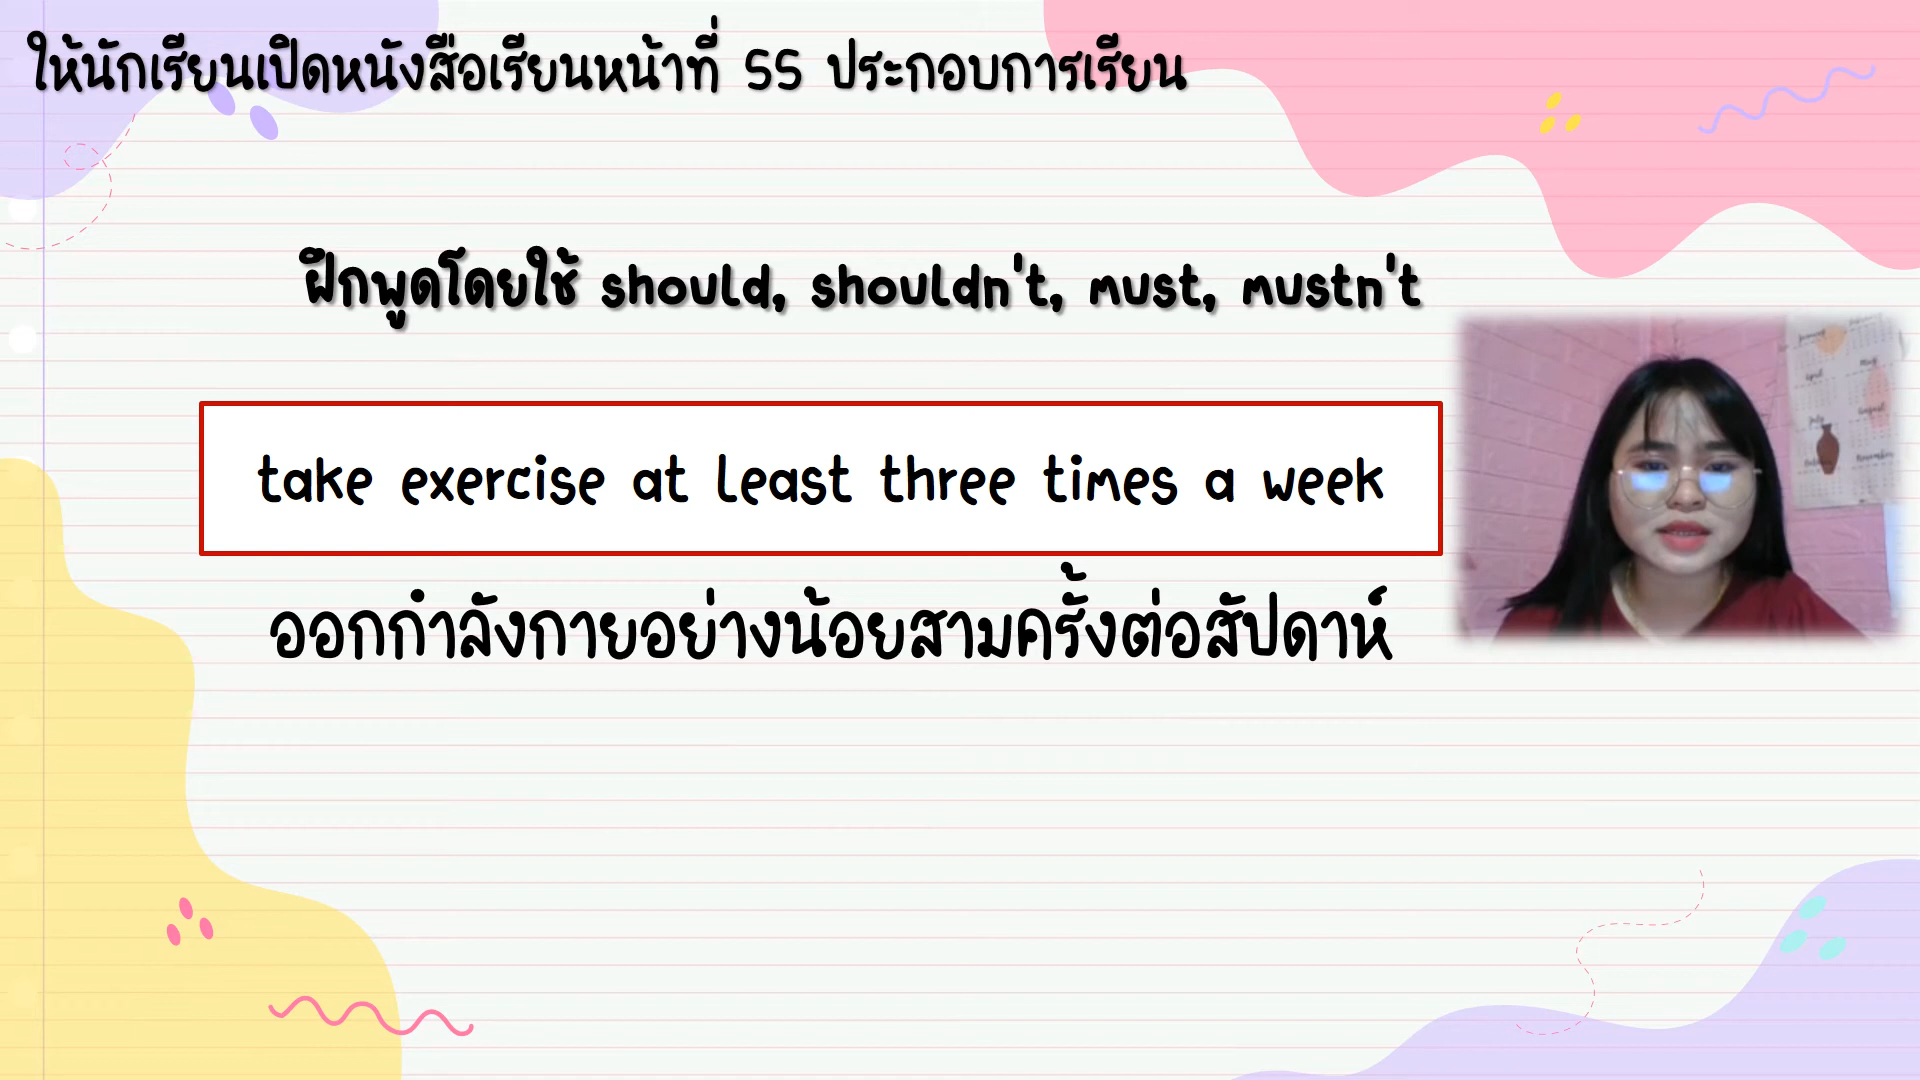 ให้นักเรียนเปิดหนังสือเรียนหน้าที่ 55 ประกอบการเรียน
ฝึกพูดโดยใช้ should, shouldn't, must, mustn't
take exercise at least three times a week
ออกกำลังกายอย่างน้อยสามครั้งต่อสัปดาห์